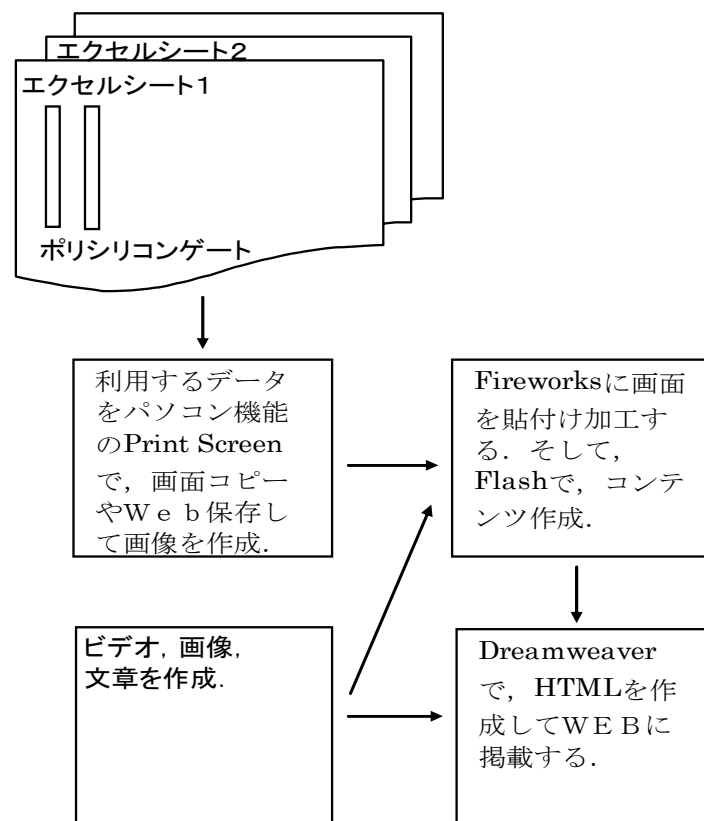 エクセルシート２
エクセルシート１
ポリシリコンゲート
利用するデータ
をパソコン機能
のPrint Screen
で，画面コピー
やＷｅｂ保存し
て画像を作成．
Fireworksに画面
を貼付け加工す
る．そして，
Flashで，コンテ
ンツ作成．
ビデオ，画像，
文章を作成．
Dreamweaver
で，HTMLを作
成してＷＥＢに
掲載する．